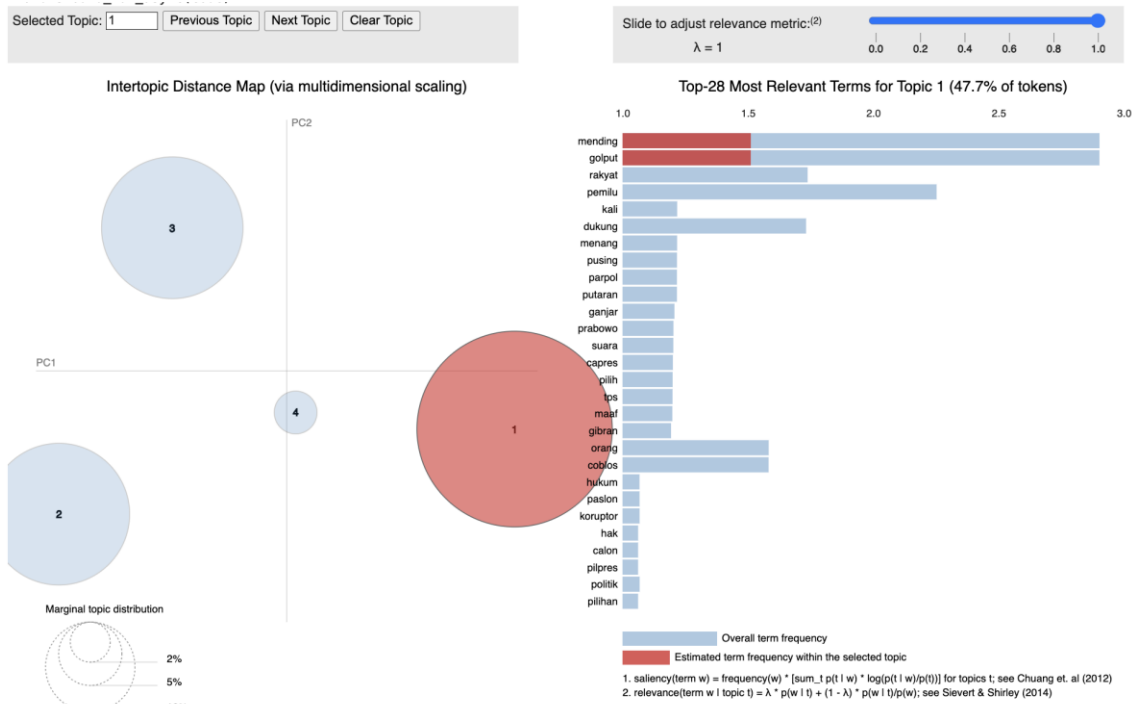 Selected Topic: 1 Previous Topic Next Topic Clear Topic
Slide to adjust relevance metric:(2)
λ = 1
0.0 0.2 0.4 0.6 0.8 1.0
Intertopic Distance Map (via multidimensional scaling)
PC2
PC1
3
4
1
2
Marginal topic distribution
2%
5%
Top-28 Most Relevant Terms for Topic 1 (47.7% of tokens)
1.0 1.5 2.0 2.5 3.0
mending
golput
rakyat
pemilu
kali
dukung
menang
pusing
parpol
putaran
ganjar
prabowo
suara
capres
pilih
tps
maaf
gibran
orang
coblos
hukum
paslon
koruptor
hak
calon
pilpres
politik
pilihan
Overall term frequency
Estimated term frequency within the selected topic
1. saliency(term w) = frequency(w) * [sum_t p(t | w) * log(p(t | w)/p(t))] for topics t; see Chuang et. al (2012)
2. relevance(term w | topic t) = λ * p(w | t) + (1 - λ) * p(w | t)/p(w); see Sievert & Shirley (2014)